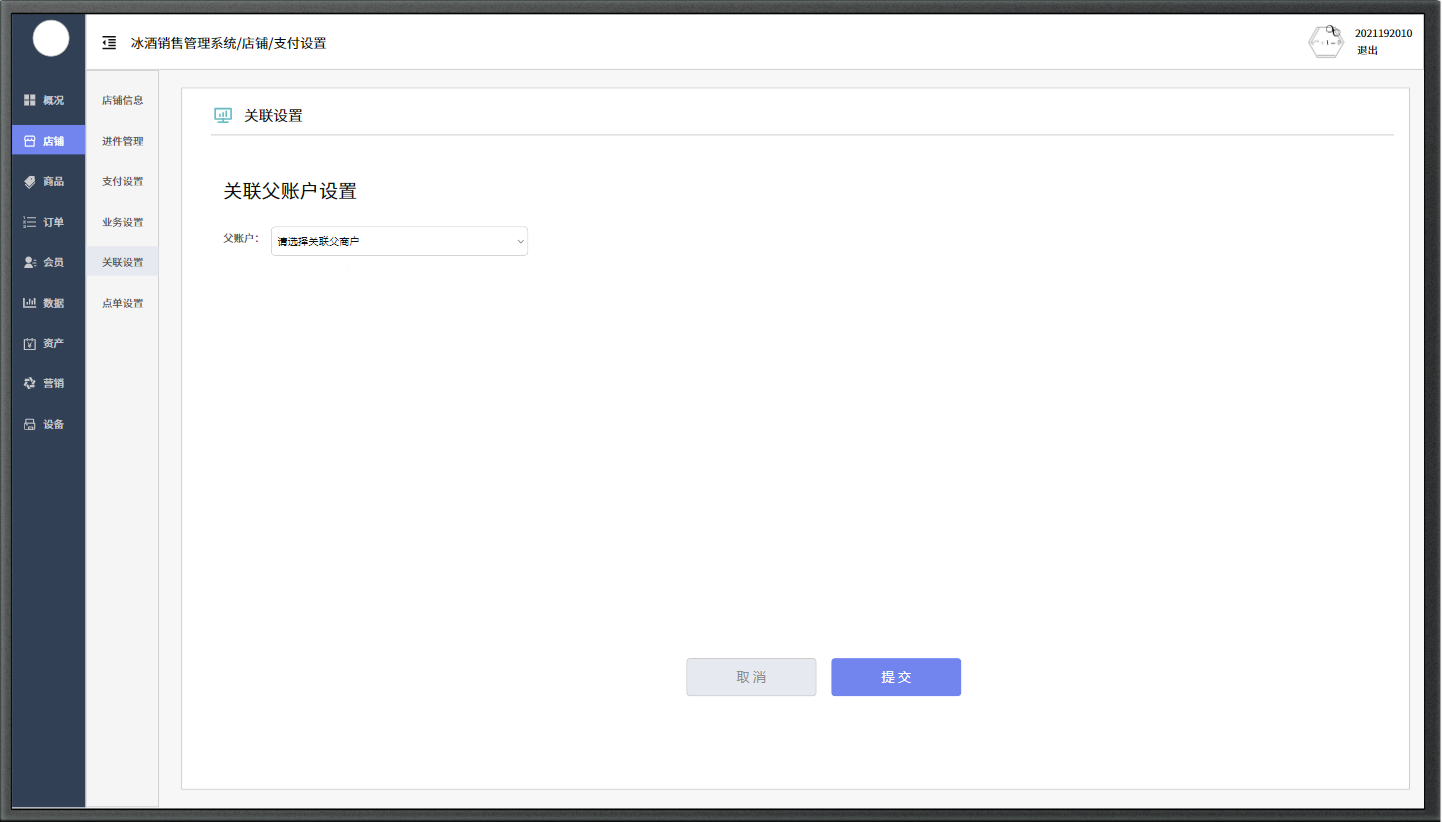 冰酒销售管理系统/店铺/支付设置
2021192010
退出
概况
店铺
商品
订单
会员
数据
资产
营销
设备
店铺信息
进件管理
支付设置
业务设置
关联设置
点单设置
关联设置
关联父账户设置
父账户：
请选择关联父商户
取消
提交